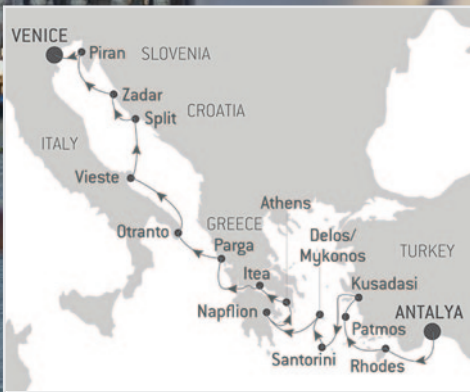 VENICE
Piran
SLOVENIA
Zadar
CROATIA
Split
ITALY
Vieste
Athens
GREECE
Delos/
Mykonos
Otranto
Parga
TURKEY
Itea
Kusadasi
Napflion
ANTALYA
Patmos
Santorini
Rhodes